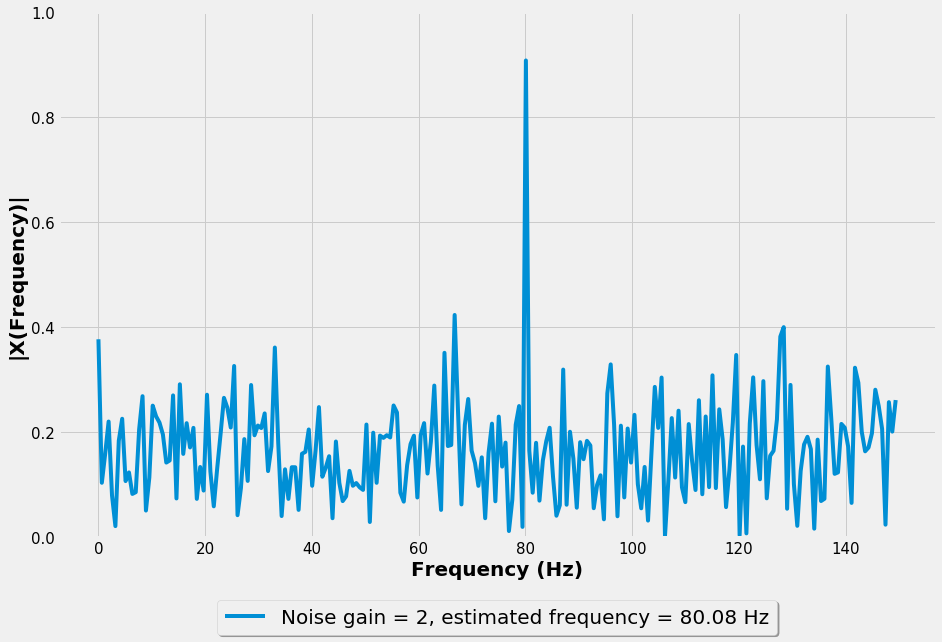 1.0
0.8
0.6
0.4
0.2
0.0
|X(Frequency)|
0 20 40 60 80 100 120 140
Frequency (Hz)
Noise gain = 2, estimated frequency = 80.08 Hz